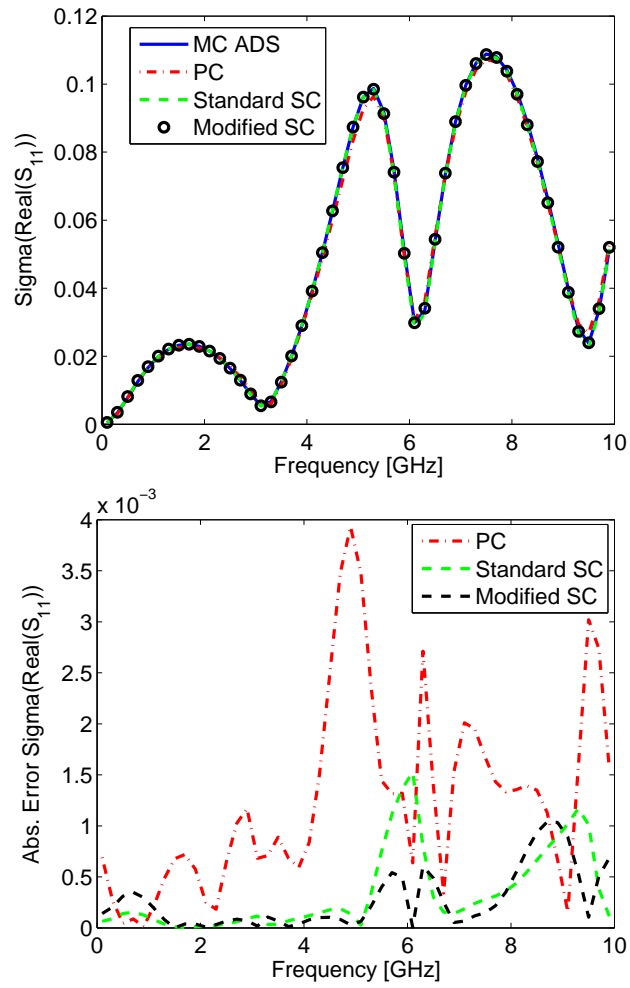 0.12
0.1
0.08
0.06
0.04
0.02
0
Sigma(Real(S11))
MC ADS
PC
Standard SC
Modified SC
0 2 4 6 8 10
Frequency [GHz]
x 10−3
4
3.5
3
2.5
2
1.5
1
0.5
0
Abs. Error Sigma(Real(S11))
PC
Standard SC
Modified SC
0 2 4 6 8 10
Frequency [GHz]